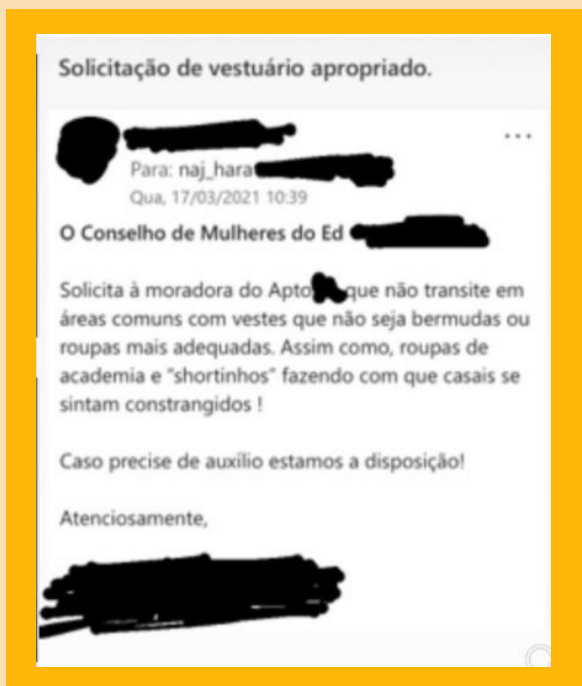 Solicitação de vestuário apropriado.
...
Para: naj_hara
Qua, 17/03/2021 10:39
O Conselho de Mulheres do Ed
Solicita à moradora do Apto que não transite em
áreas comuns com vestes que não seja bermudas ou
roupas mais adequadas. Assim como, roupas de
academia e "shortinhos" fazendo com que casais se
sintam constrangidos !
Caso precise de auxílio estamos a disposição!
Atenciosamente,